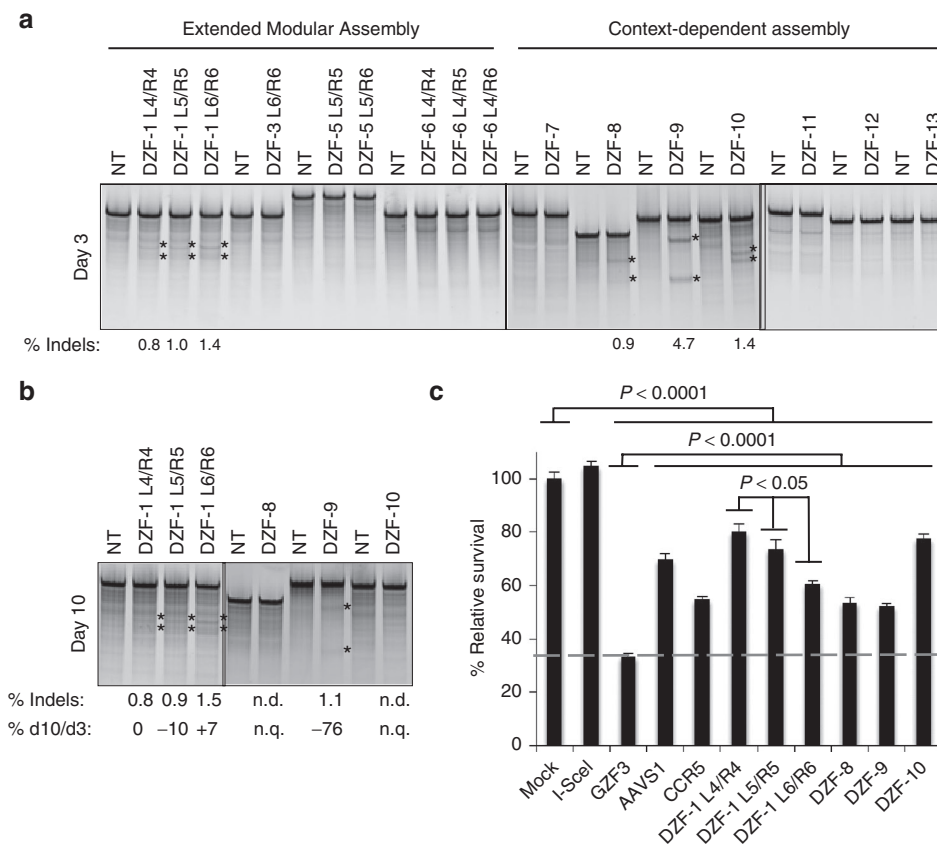 a
Extended Modular Assembly
Context-dependent assembly
NT DZF-1 L4/R4 DZF-1 L5/R5 DZF-1 L6/R6 NT DZF-3 L6/R6 NT DZF-5 L5/R5 DZF-5 L5/R6 NT DZF-6 L4/R4 DZF-6 L4/R5 DZF-6 L4/R6 NT DZF-7 NT DZF-8 NT DZF-9 NT DZF-10 NT DZF-11 NT DZF-12 NT DZF-13
Day 3
* * * * * * * * * * * *
% Indels: 0.8 1.0 1.4 0.9 4.7 1.4
b
NT DZF-1 L4/R4 DZF-1 L5/R5 DZF-1 L6/R6 NT DZF-8 NT DZF-9 NT DZF-10
Day 10
* * * * * * * *
% Indels: 0.8 0.9 1.5 n.d. 1.1 n.d.
% d10/d3: 0 −10 +7 n.q. −76 n.q.
c
P < 0.0001
P < 0.0001
P < 0.05
% Relative survival
100
80
60
40
20
0
Mock I-SceI GZF3 AAVS1 CCR5 DZF-1 L4/R4 DZF-1 L5/R5 DZF-1 L6/R6 DZF-8 DZF-9 DZF-10